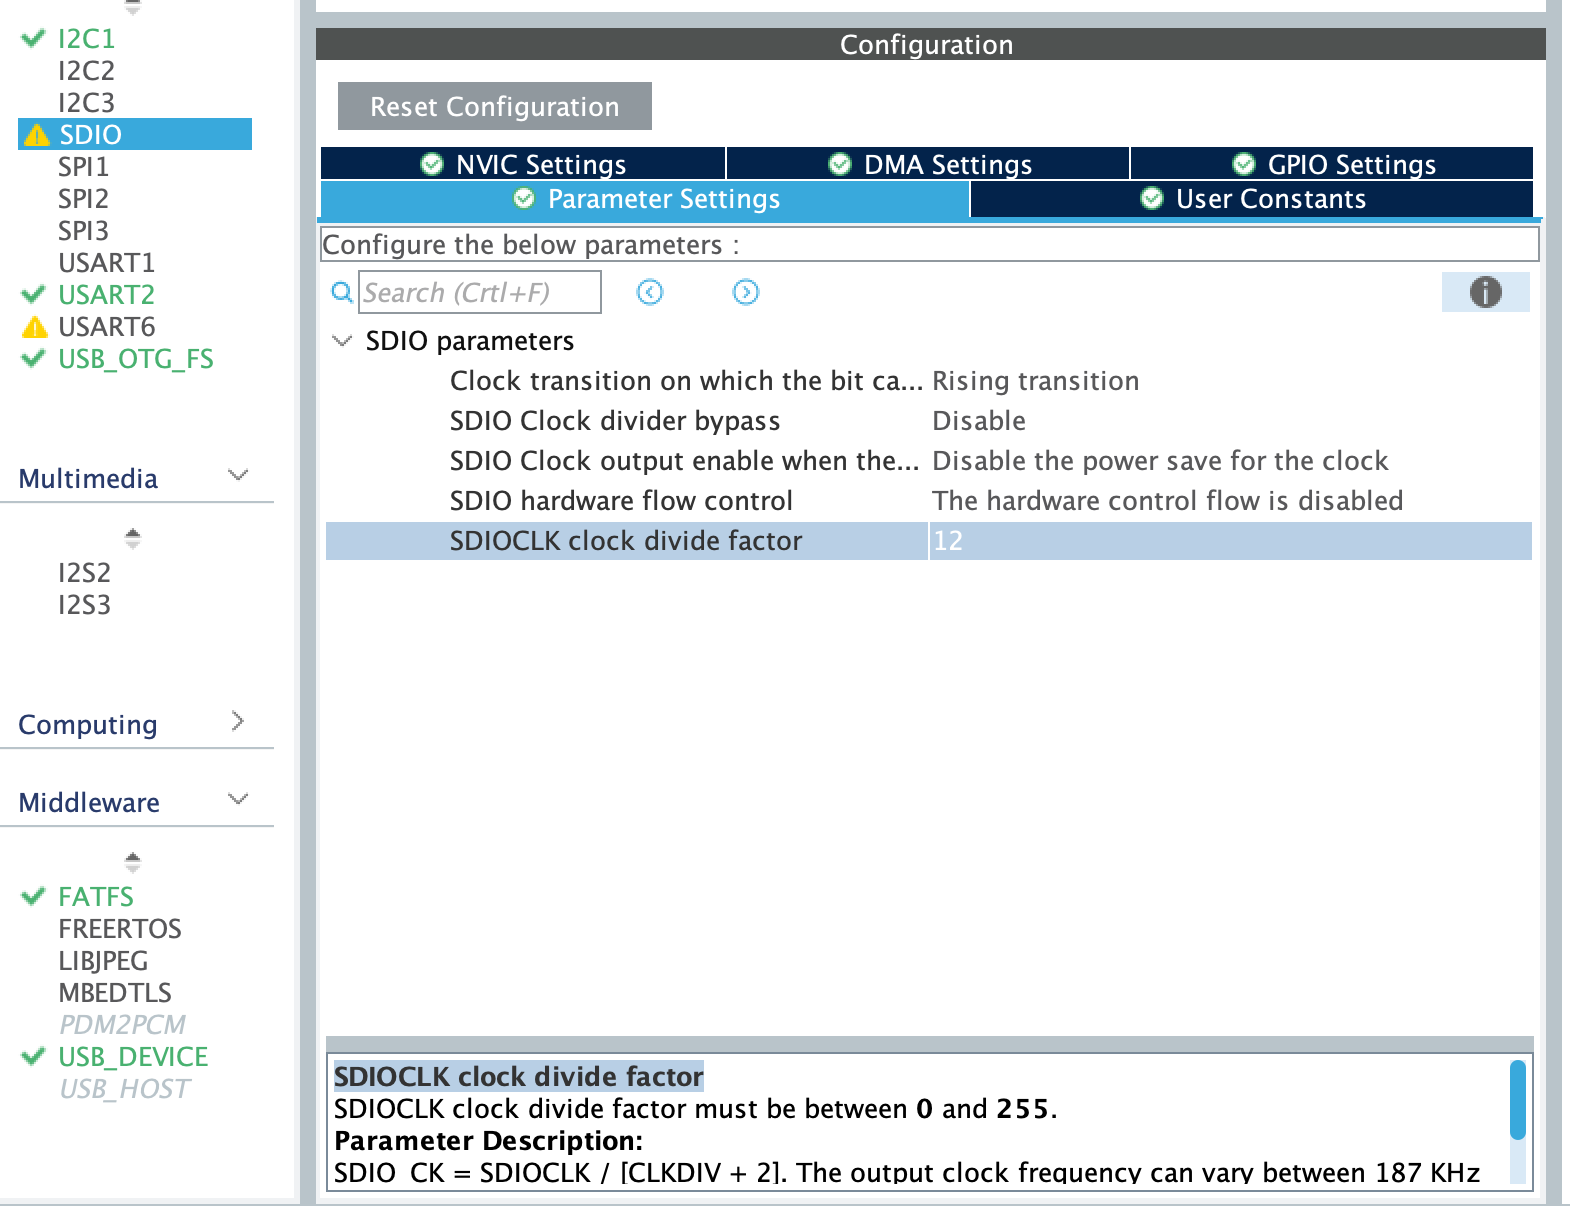 I2C1
I2C2
I2C3
SDIO
SPI1
SPI2
SPI3
USART1
USART2
USART6
USB_OTG_FS
Multimedia
I2S2
I2S3
Computing
Middleware
FATFS
FREERTOS
LIBJPEG
MBEDTLS
PDM2PCM
USB_DEVICE
USB_HOST
Configuration
Reset Configuration
NVIC Settings
DMA Settings
GPIO Settings
Parameter Settings
User Constants
Configure the below parameters :
Search (Crtl+F)
SDIO parameters
Clock transition on which the bit ca... Rising transition
SDIO Clock divider bypass Disable
SDIO Clock output enable when the... Disable the power save for the clock
SDIO hardware flow control The hardware control flow is disabled
SDIOCLK clock divide factor 12
SDIOCLK clock divide factor
SDIOCLK clock divide factor must be between 0 and 255.
Parameter Description:
SDIO_CK = SDIOCLK / [CLKDIV + 2]. The output clock frequency can vary between 187 KHz